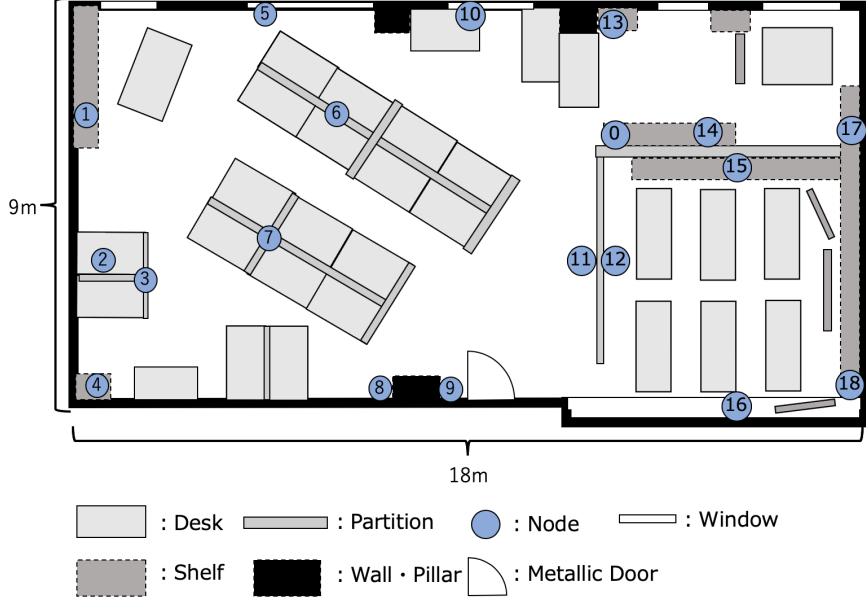 5
10
13
1
6
0
14
17
15
9m
7
11
12
2
3
4
8
9
18
16
18m
: Desk
: Partition
: Node
: Window
: Shelf
: Wall・Pillar
: Metallic Door